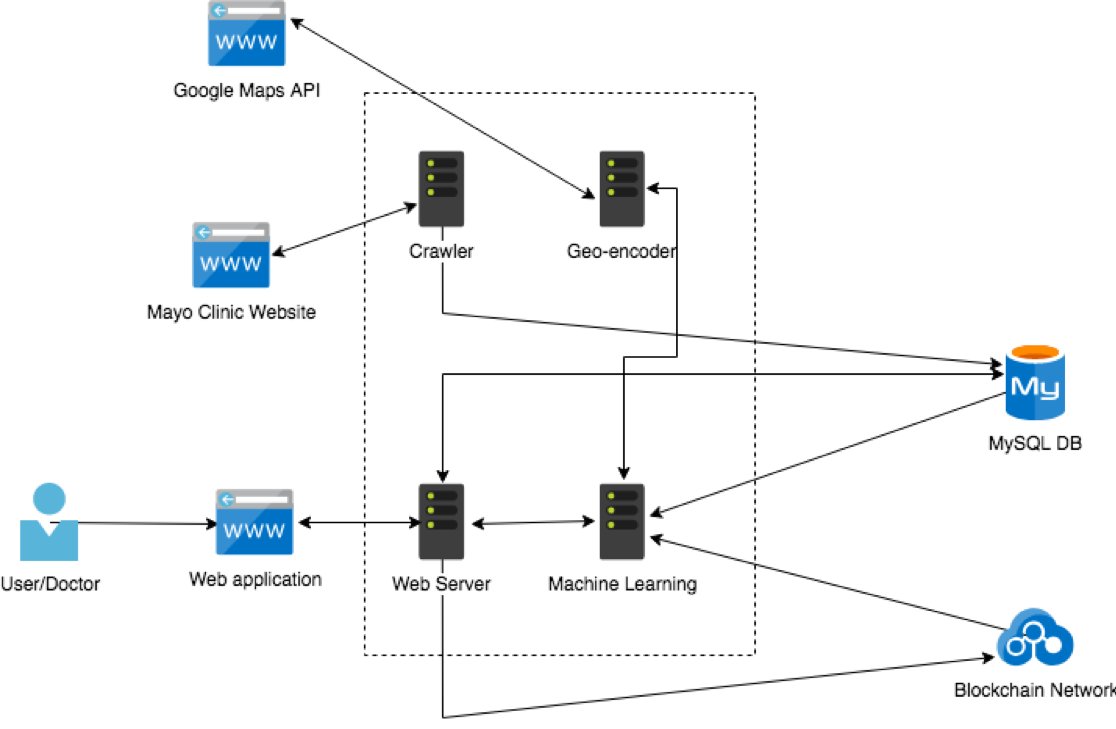 WWW
Google Maps API
Crawler
Geo-encoder
WWW
Mayo Clinic Website
My
MySQL DB
WWW
User/Doctor
Web application
Web Server
Machine Learning
Blockchain Network